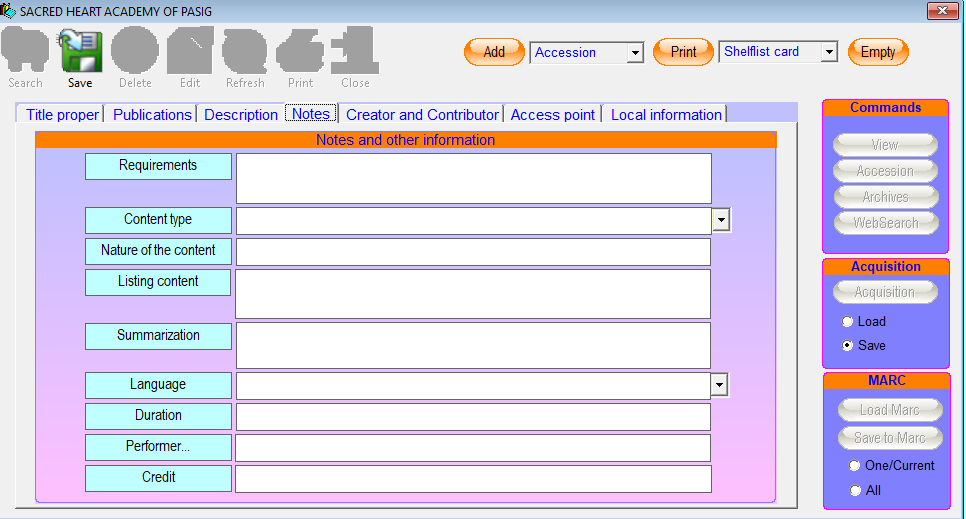 SACRED HEART ACADEMY OF PASIG
Search
Save
Delete
Edit
Refresh
Print
Close
Add
Accession
Print
Shelflist card
Empty
Title proper
Publications
Description
Notes
Creator and Contributor
Access point
Local information
Notes and other information
Requirements
Content type
Nature of the content
Listing content
Summarization
Language
Duration
Performer...
Credit
Commands
View
Accession
Archives
WebSearch
Acquisition
Acquisition
Load
Save
MARC
Load Marc
Save to Marc
One/Current
All